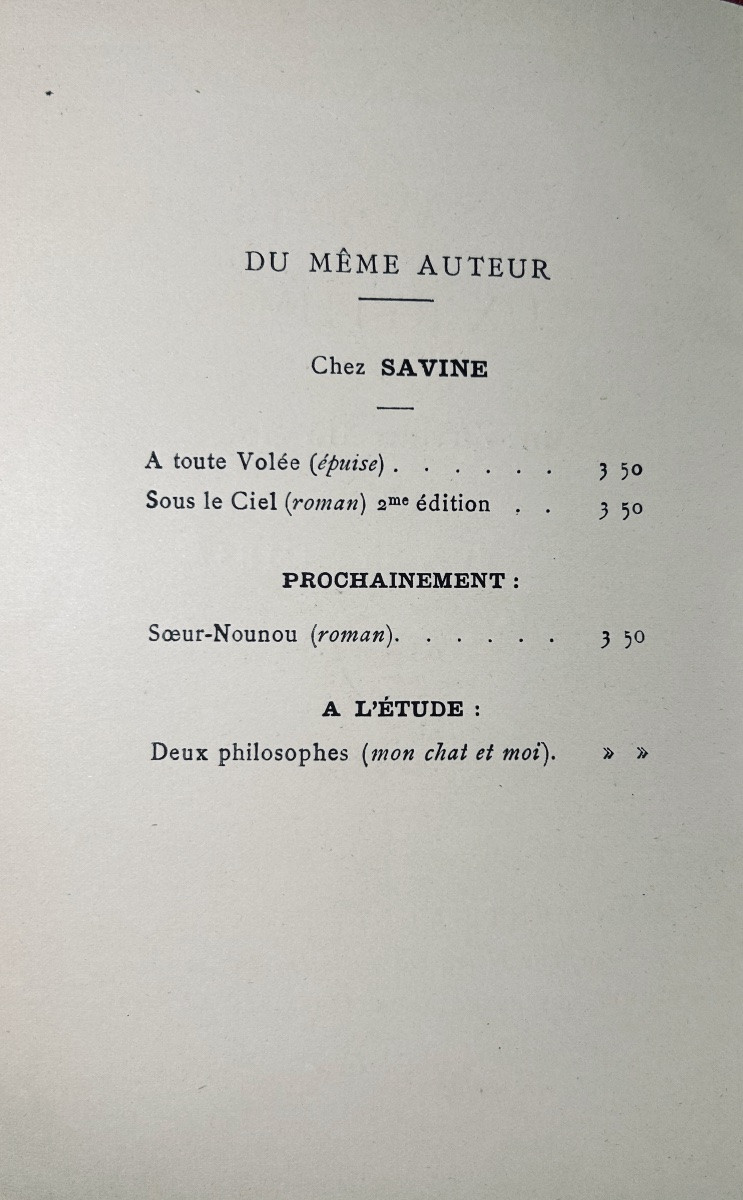 DU MÊME AUTEUR
Chez SAVINE
A toute Volée (épuise) . . . . . . 3 50
Sous le Ciel (roman) 2me édition . . 3 50
PROCHAINEMENT :
Sœur-Nounou (roman). . . . . . 3 50
A L'ÉTUDE :
Deux philosophes (mon chat et moi). » »